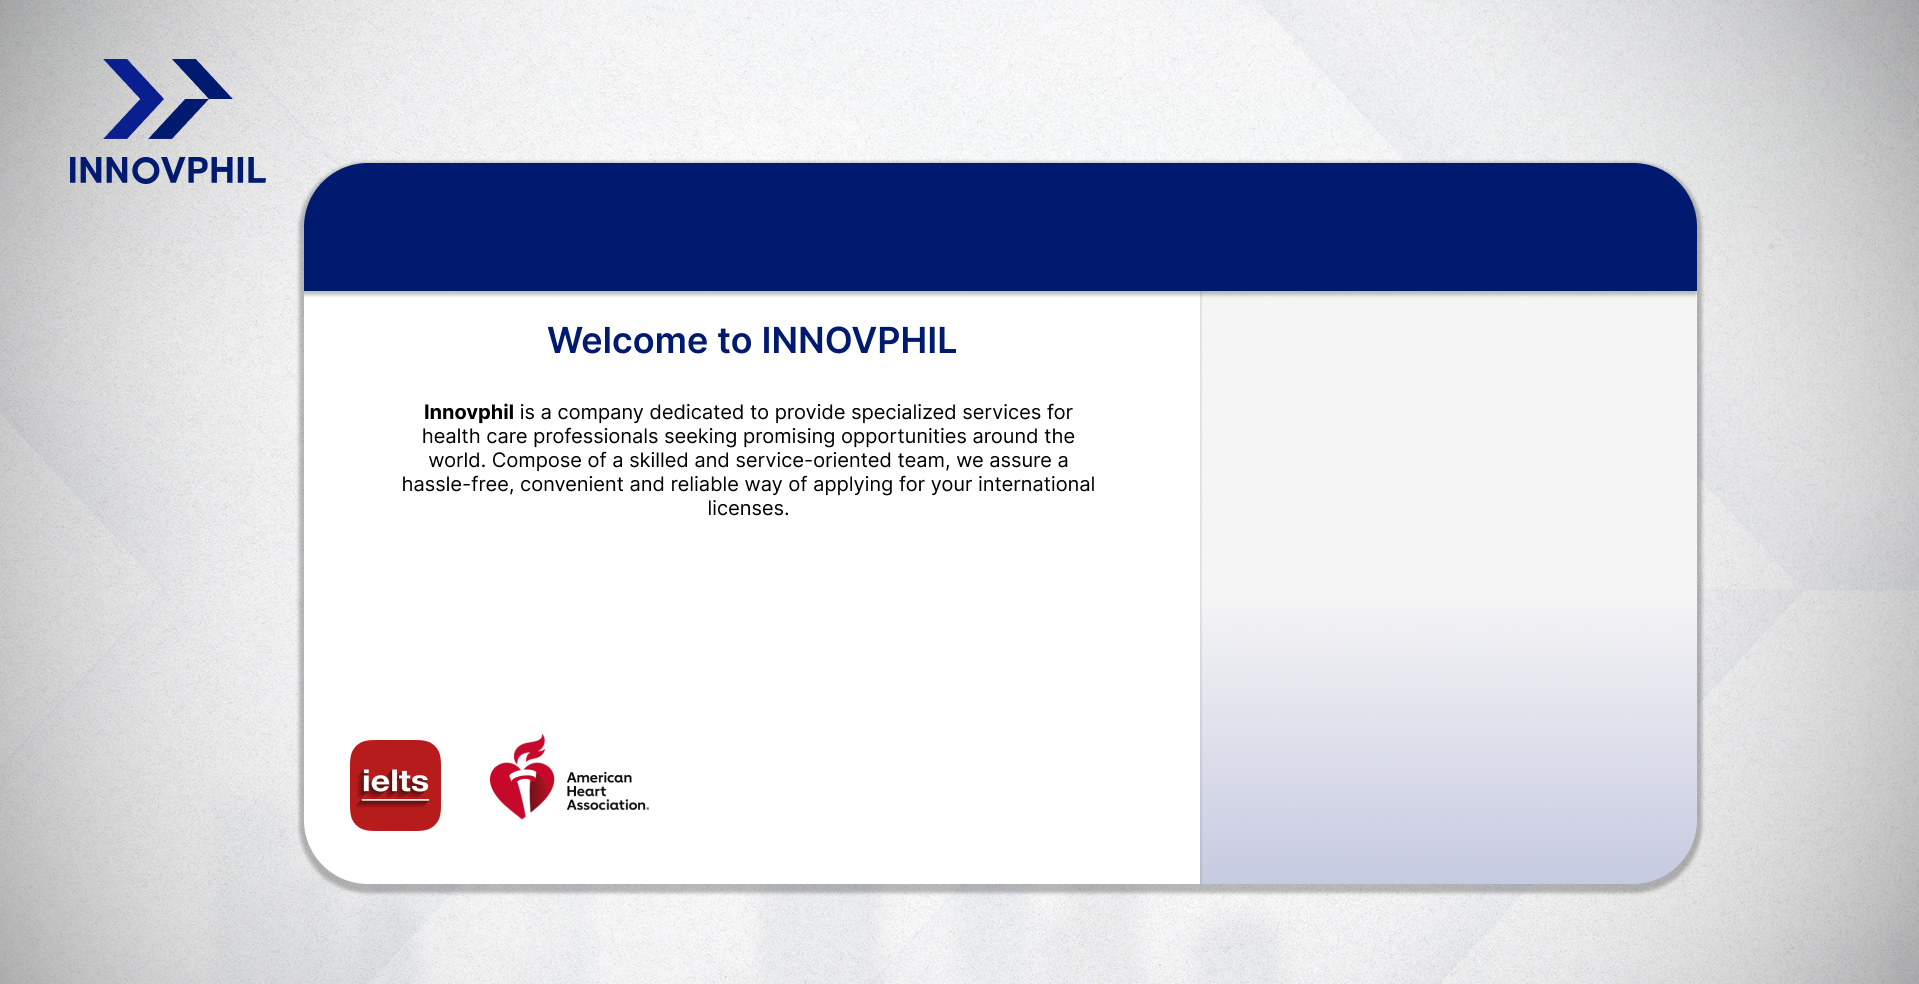 INNOVPHIL
Welcome to INNOVPHIL
Innovphil is a company dedicated to provide specialized services for
health care professionals seeking promising opportunities around the
world. Compose of a skilled and service-oriented team, we assure a
hassle-free, convenient and reliable way of applying for your international
licenses.
ielts
American
Heart
Association.